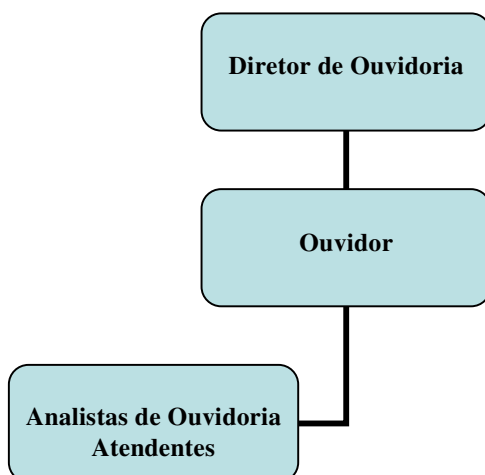 Diretor de Ouvidoria
Ouvidor
Analistas de Ouvidoria
Atendentes